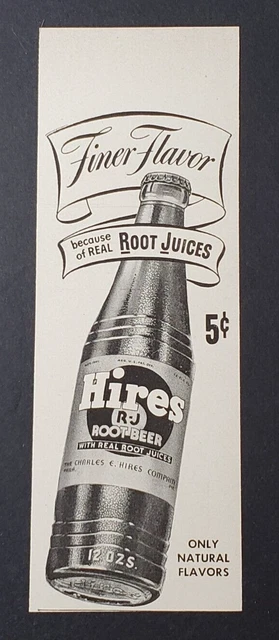 Finer Flavor
because
of REAL ROOT JUICES
5¢
Hires
R-J
ROOT BEER
WITH REAL ROOT JUICES
THE CHARLES E. HIRES COMPANY
12 OZS.
ONLY
NATURAL
FLAVORS